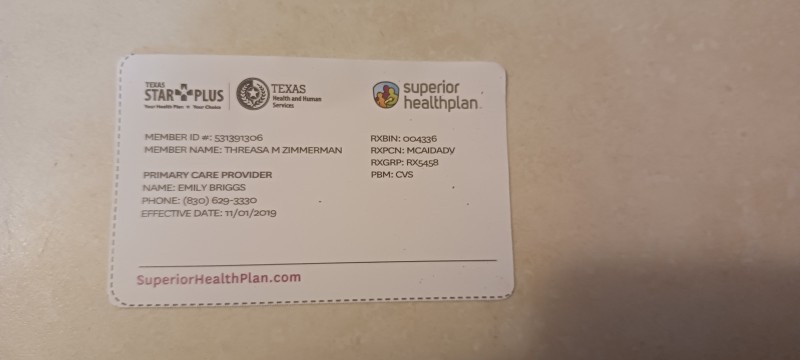 TEXAS
STAR PLUS
Your Health Plan Your Choice
TEXAS
Health and Human
Services
superior
healthplan
MEMBER ID #: 531391306
MEMBER NAME: THREASA M ZIMMERMAN
PRIMARY CARE PROVIDER
NAME: EMILY BRIGGS
PHONE: (830) 629-3330
EFFECTIVE DATE: 11/01/2019
RXBIN: 004336
RXPCN: MCAIDADV
RXGRP: RX5458
PBM: CVS
SuperiorHealthPlan.com